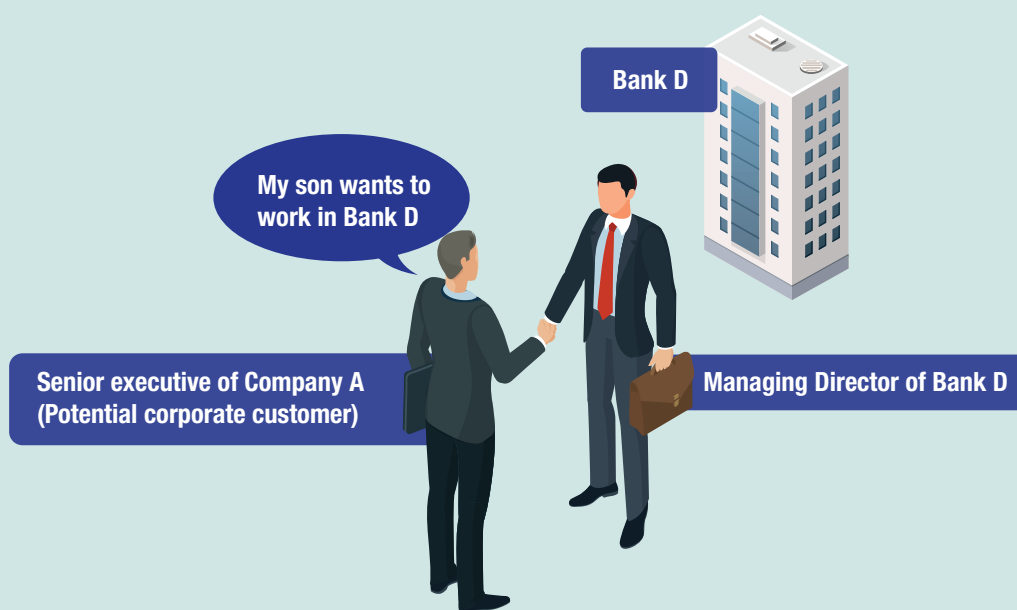 Bank D
My son wants to
work in Bank D
Senior executive of Company A
(Potential corporate customer)
Managing Director of Bank D